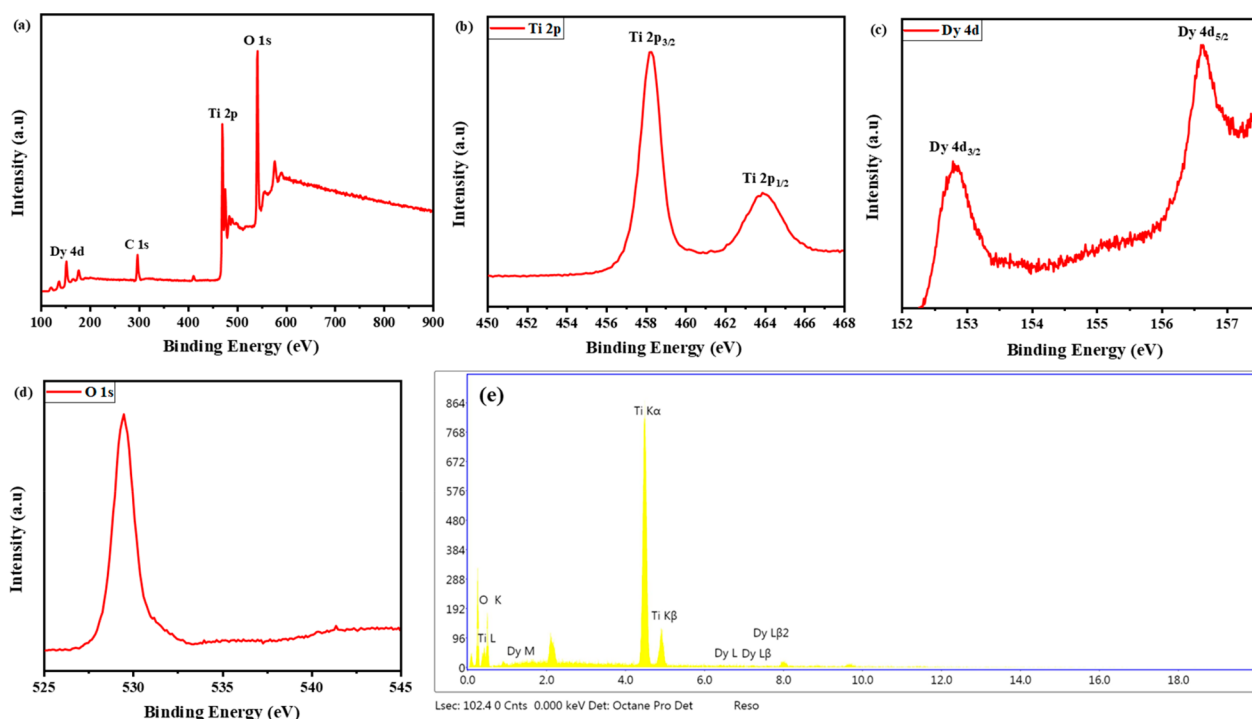 (a)
O 1s
Ti 2p
C 1s
Dy 4d
Intensity (a.u)
100 200 300 400 500 600 700 800 900
Binding Energy (eV)
(b)
Ti 2p
Ti 2p3/2
Ti 2p1/2
Intensity (a.u)
450 452 454 456 458 460 462 464 466 468
Binding Energy (eV)
(c)
Dy 4d
Dy 4d5/2
Dy 4d3/2
Intensity (a.u)
152 153 154 155 156 157
Binding Energy (eV)
(d)
O 1s
Intensity (a.u)
525 530 535 540 545
Binding Energy (eV)
(e)
864
768
672
576
480
384
288
192
96
0
Ti Kα
O K
Ti Kβ
Ti L
Dy Lβ2
Dy M
Dy L Dy Lβ
0.0 2.0 4.0 6.0 8.0 10.0 12.0 14.0 16.0 18.0
Lsec: 102.4 0 Cnts 0.000 keV Det: Octane Pro Det Reso